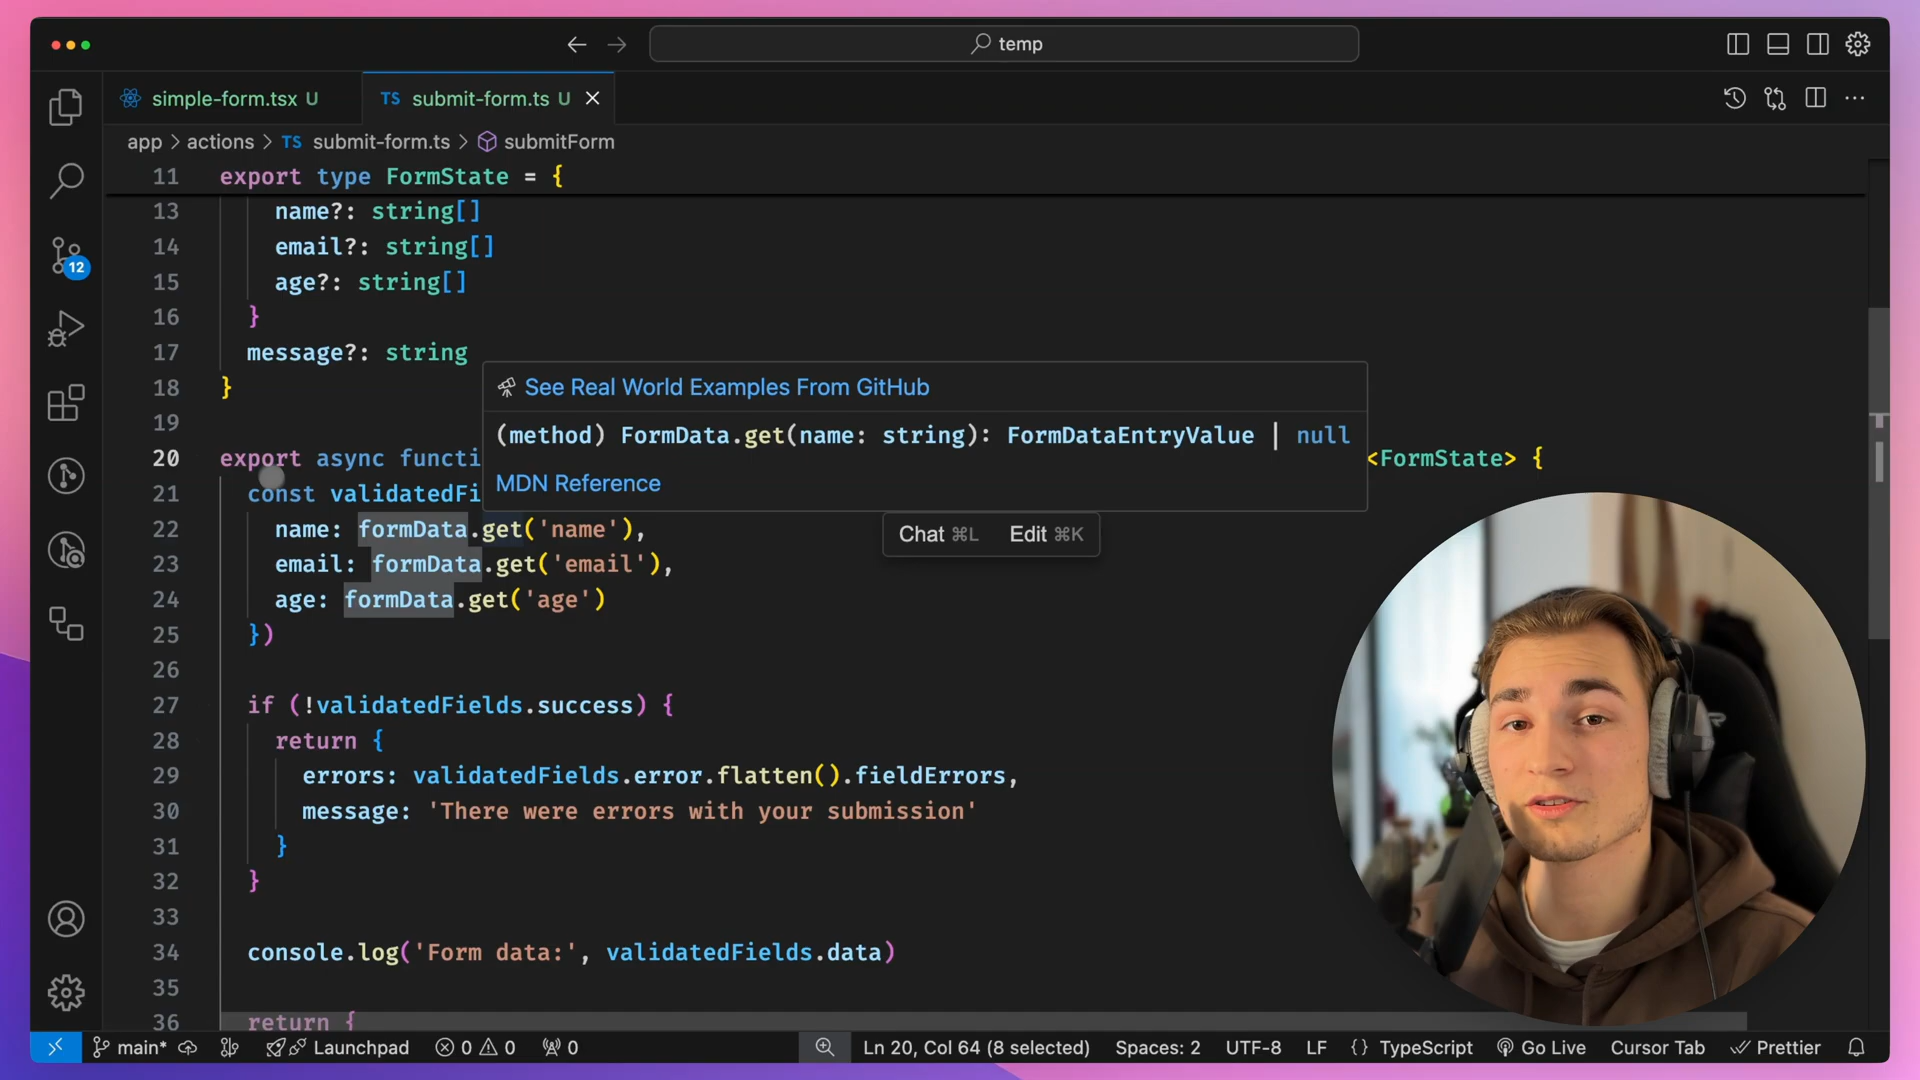 temp
simple-form.tsx U
TS submit-form.ts U
app > actions > TS submit-form.ts > submitForm
11 export type FormState = {
13 name?: string[]
14 email?: string[]
15 age?: string[]
16 }
17 message?: string
18 }
See Real World Examples From GitHub
19
(method) FormData.get(name: string): FormDataEntryValue | null
20 export async functi <FormState> {
MDN Reference
21 const validatedFi
22 name: formData.get('name'),
Chat ⌘L Edit ⌘K
23 email: formData.get('email'),
24 age: formData.get('age')
25 })
26
27 if (!validatedFields.success) {
28 return {
29 errors: validatedFields.error.flatten().fieldErrors,
30 message: 'There were errors with your submission'
31 }
32 }
33
34 console.log('Form data:', validatedFields.data)
35
36 return {
12
main* Launchpad 0 0 0 Ln 20, Col 64 (8 selected) Spaces: 2 UTF-8 LF {} TypeScript Go Live Cursor Tab Prettier